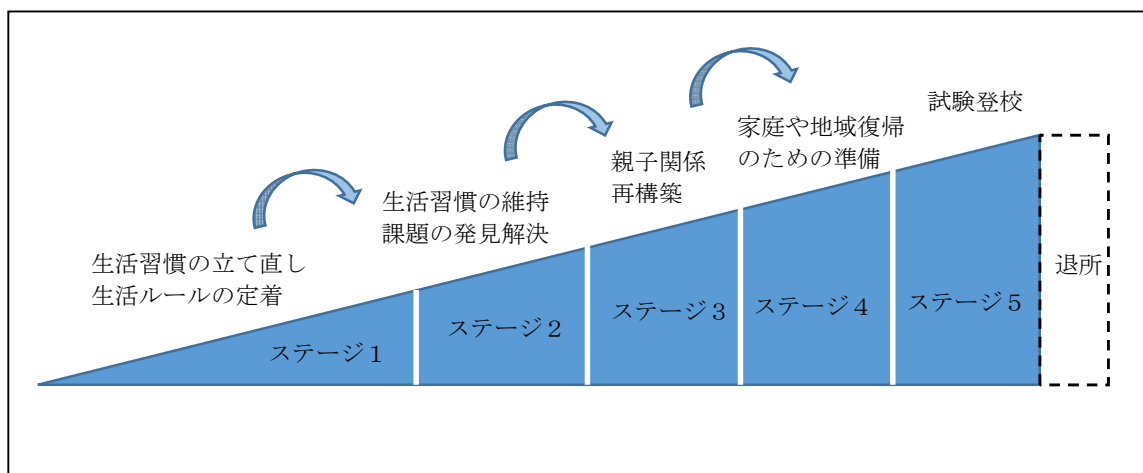 生活習慣の立て直し
生活ルールの定着
生活習慣の維持
課題の発見解決
親子関係
再構築
家庭や地域復帰
のための準備
試験登校
ステージ１
ステージ２
ステージ３
ステージ４
ステージ５
退所